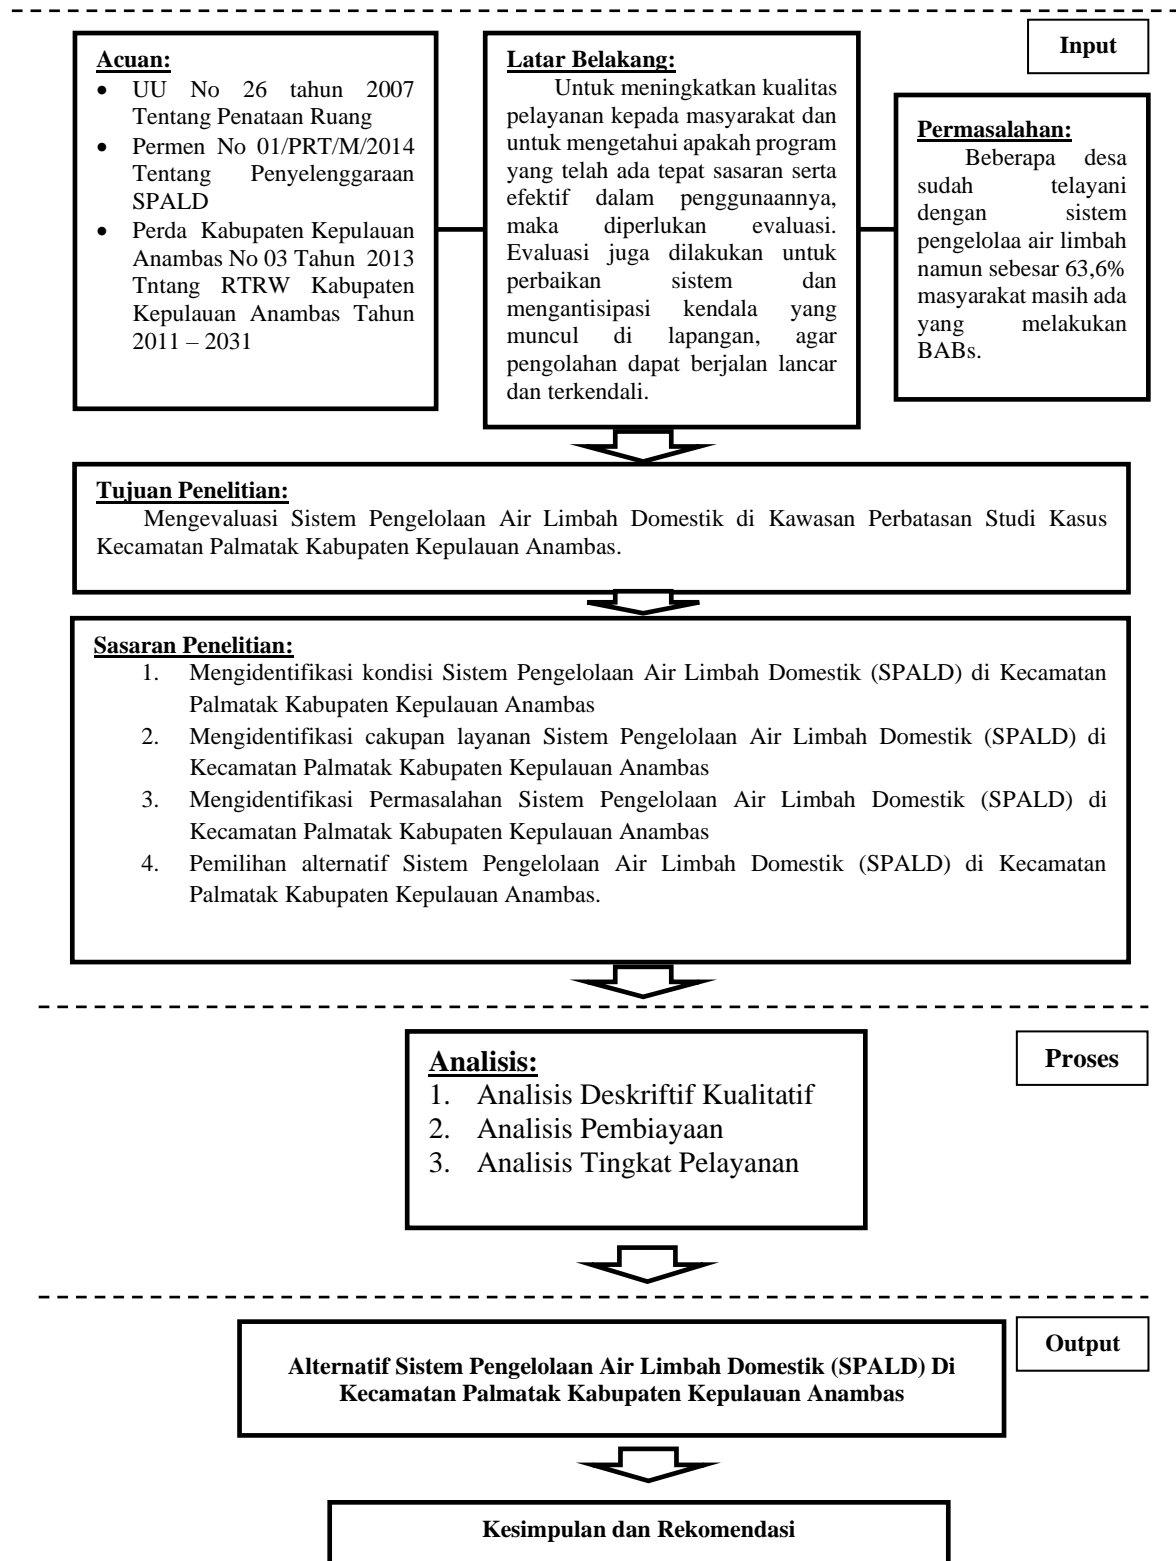 Input
Acuan:
• UU No 26 tahun 2007
Tentang Penataan Ruang
• Permen No 01/PRT/M/2014
Tentang Penyelenggaraan
SPALD
• Perda Kabupaten Kepulauan
Anambas No 03 Tahun 2013
Tntang RTRW Kabupaten
Kepulauan Anambas Tahun
2011 – 2031
Latar Belakang:
Untuk meningkatkan kualitas
pelayanan kepada masyarakat dan
untuk mengetahui apakah program
yang telah ada tepat sasaran serta
efektif dalam penggunaannya,
maka diperlukan evaluasi.
Evaluasi juga dilakukan untuk
perbaikan sistem dan
mengantisipasi kendala yang
muncul di lapangan, agar
pengolahan dapat berjalan lancar
dan terkendali.
Permasalahan:
Beberapa desa
sudah telayani
dengan sistem
pengelolaa air limbah
namun sebesar 63,6%
masyarakat masih ada
yang melakukan
BABs.
Tujuan Penelitian:
Mengevaluasi Sistem Pengelolaan Air Limbah Domestik di Kawasan Perbatasan Studi Kasus
Kecamatan Palmatak Kabupaten Kepulauan Anambas.
Sasaran Penelitian:
1. Mengidentifikasi kondisi Sistem Pengelolaan Air Limbah Domestik (SPALD) di Kecamatan
Palmatak Kabupaten Kepulauan Anambas
2. Mengidentifikasi cakupan layanan Sistem Pengelolaan Air Limbah Domestik (SPALD) di
Kecamatan Palmatak Kabupaten Kepulauan Anambas
3. Mengidentifikasi Permasalahan Sistem Pengelolaan Air Limbah Domestik (SPALD) di
Kecamatan Palmatak Kabupaten Kepulauan Anambas
4. Pemilihan alternatif Sistem Pengelolaan Air Limbah Domestik (SPALD) di Kecamatan
Palmatak Kabupaten Kepulauan Anambas.
Proses
Analisis:
1. Analisis Deskriftif Kualitatif
2. Analisis Pembiayaan
3. Analisis Tingkat Pelayanan
Output
Alternatif Sistem Pengelolaan Air Limbah Domestik (SPALD) Di
Kecamatan Palmatak Kabupaten Kepulauan Anambas
Kesimpulan dan Rekomendasi